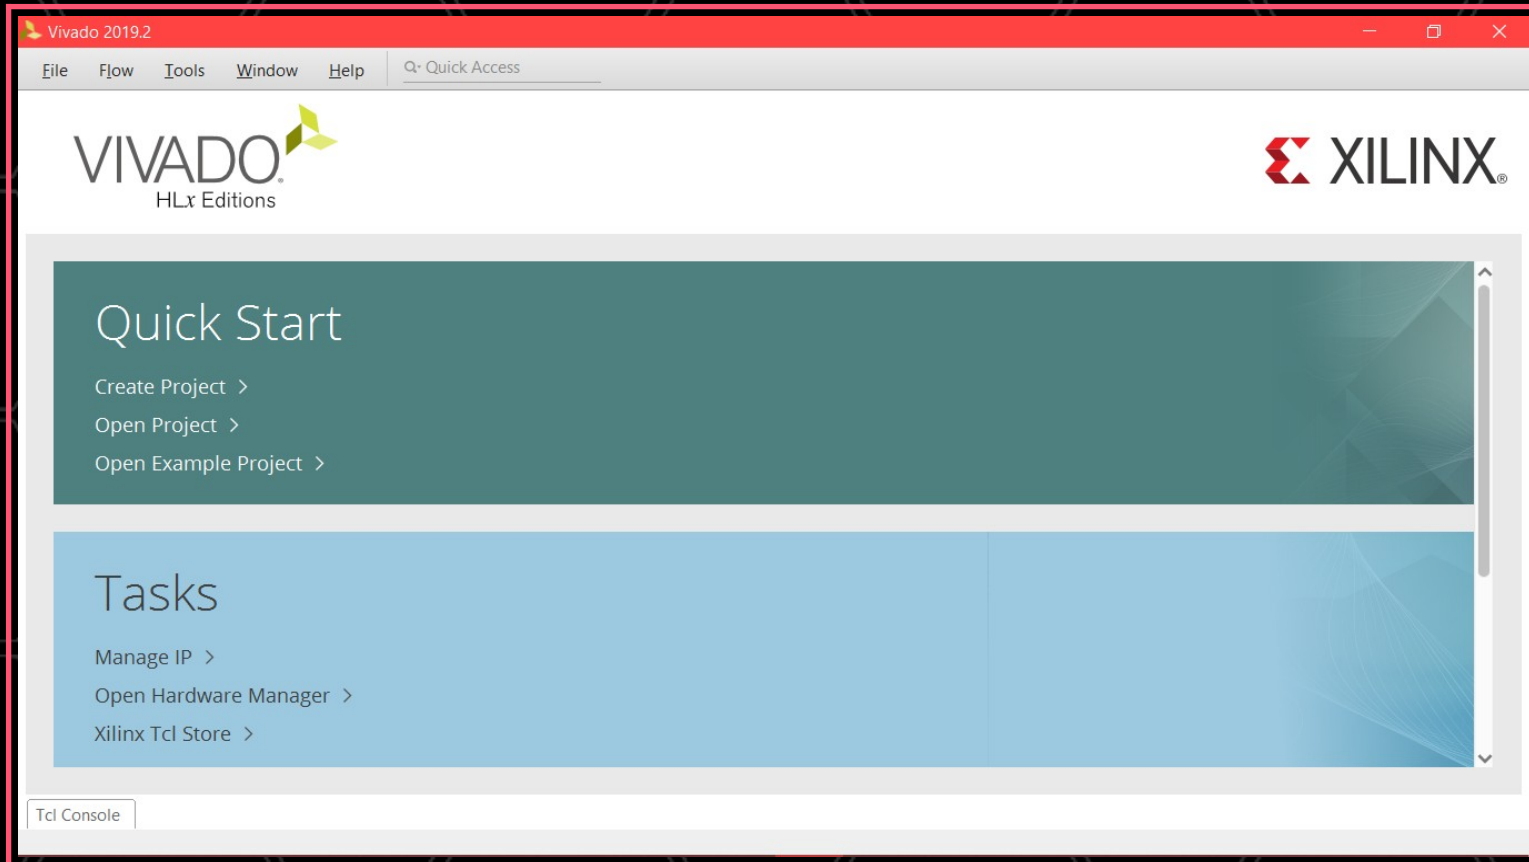 Vivado 2019.2
File Flow Tools Window Help Quick Access
VIVADO.
HLx Editions
XILINX®
Quick Start
Create Project >
Open Project >
Open Example Project >
Tasks
Manage IP >
Open Hardware Manager >
Xilinx Tcl Store >
Tcl Console